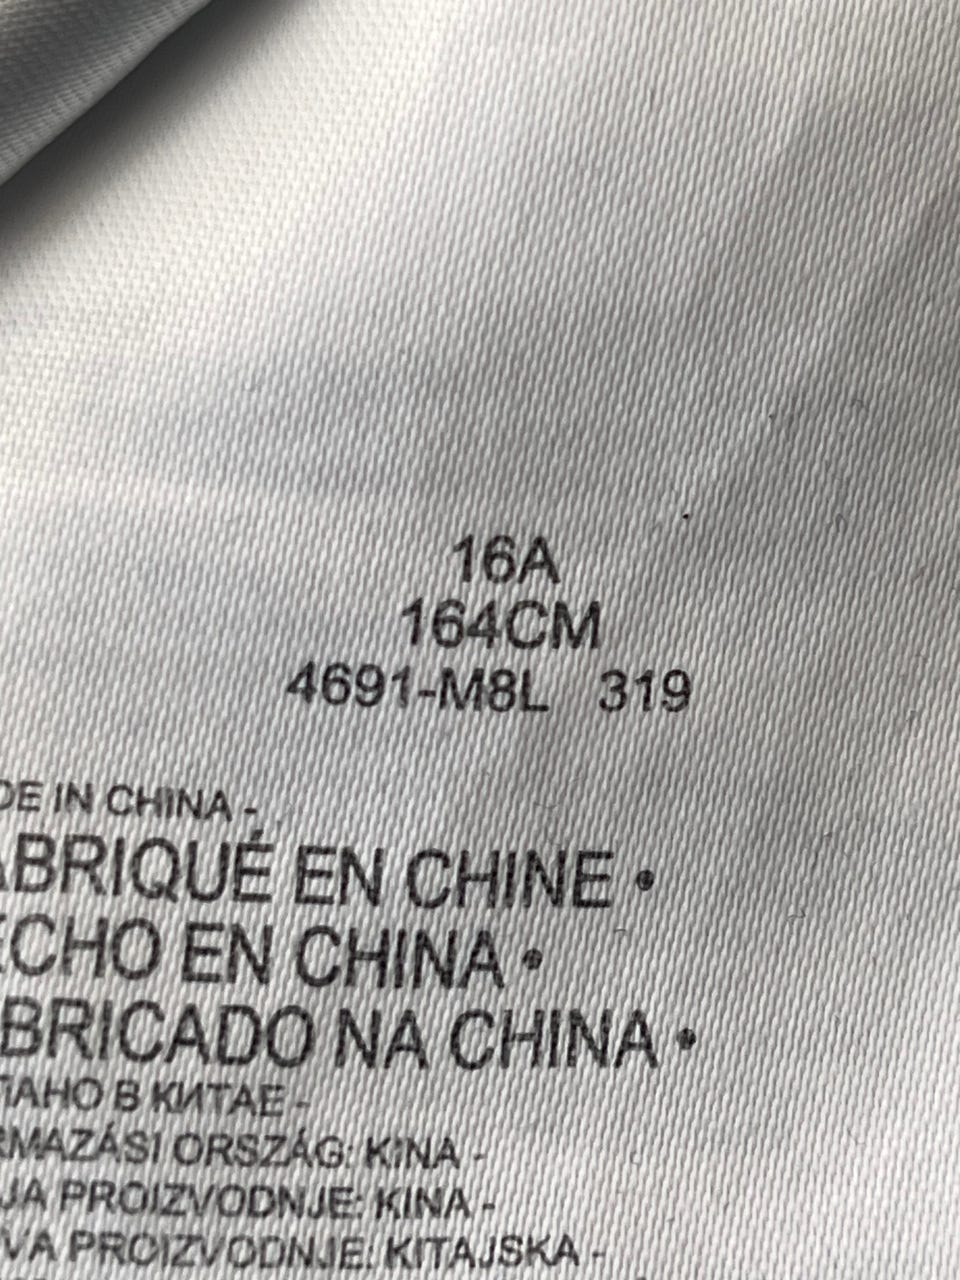 16A
164CM
4691-M8L 319
DE IN CHINA -
ABRIQUÉ EN CHINE •
ECHO EN CHINA •
BRICADO NA CHINA •
ЛАНО В КИТАЕ -
RMAZÁSI ORSZÁG: KINA -
JA PROIZVODNJE: KINA -
VA PROIZVODNJE: KITAJSKA -